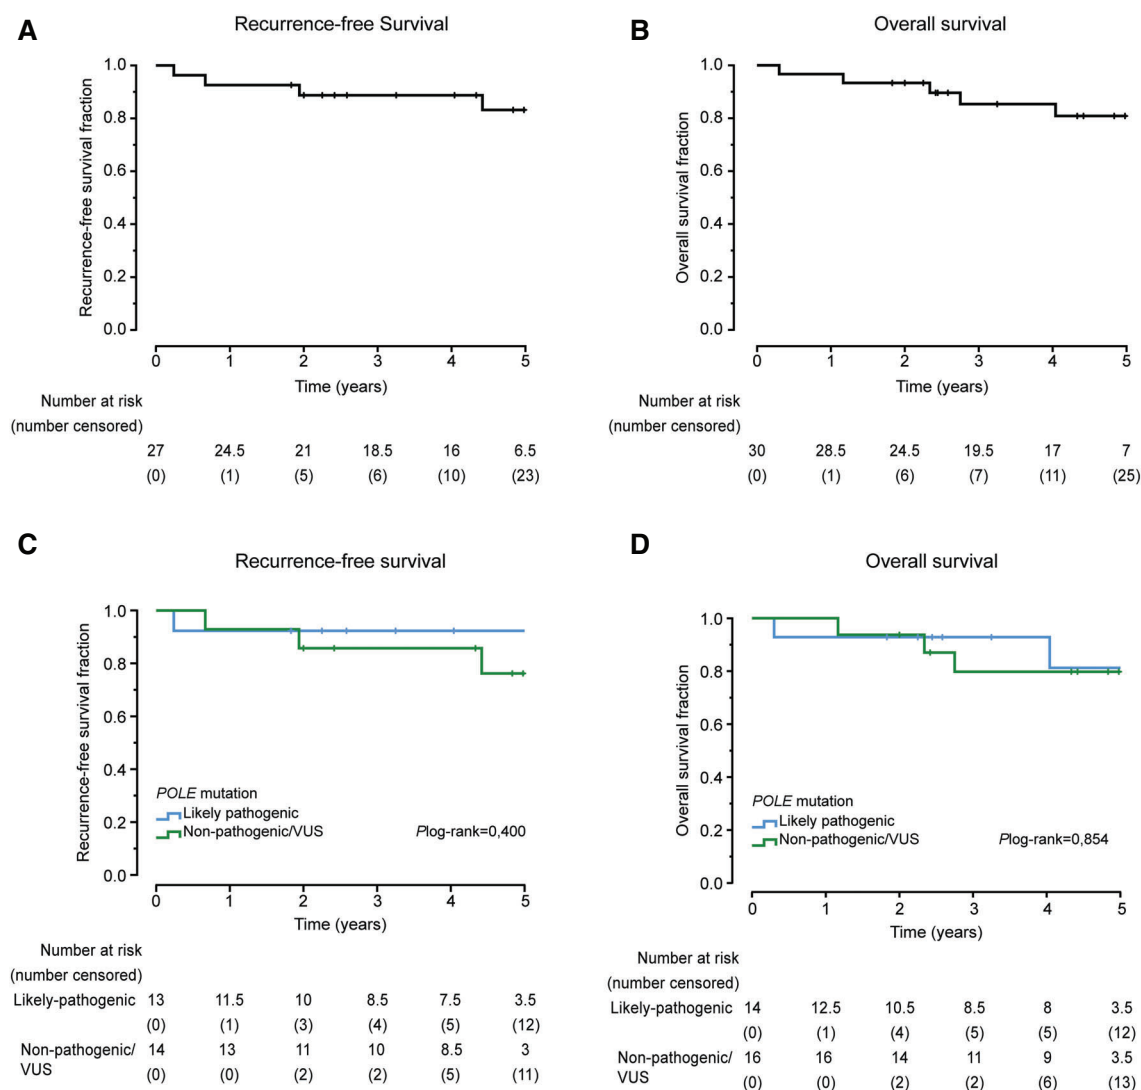 A
Recurrence-free Survival
Recurrence-free survival fraction
1.0
0.8
0.6
0.4
0.2
0.0
0 1 2 3 4 5
Time (years)
Number at risk
(number censored)
27 24.5 21 18.5 16 6.5
(0) (1) (5) (6) (10) (23)
B
Overall survival
Overall survival fraction
1.0
0.8
0.6
0.4
0.2
0.0
0 1 2 3 4 5
Time (years)
Number at risk
(number censored)
30 28.5 24.5 19.5 17 7
(0) (1) (6) (7) (11) (25)
C
Recurrence-free survival
Recurrence-free survival fraction
1.0
0.8
0.6
0.4
0.2
0.0
POLE mutation
Likely pathogenic
Non-pathogenic/VUS
Plog-rank=0,400
0 1 2 3 4 5
Time (years)
Number at risk
(number censored)
Likely-pathogenic 13 11.5 10 8.5 7.5 3.5
(0) (1) (3) (4) (5) (12)
Non-pathogenic/ 14 13 11 10 8.5 3
VUS (0) (0) (2) (2) (5) (11)
D
Overall survival
Overall survival fraction
1.0
0.8
0.6
0.4
0.2
0.0
POLE mutation
Likely pathogenic
Non-pathogenic/VUS
Plog-rank=0,854
0 1 2 3 4 5
Time (years)
Number at risk
(number censored)
Likely-pathogenic 14 12.5 10.5 8.5 8 3.5
(0) (1) (4) (5) (5) (12)
Non-pathogenic/ 16 16 14 11 9 3.5
VUS (0) (0) (2) (2) (6) (13)